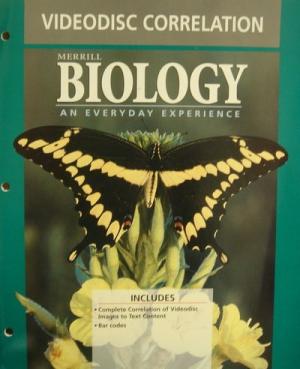 VIDEODISC CORRELATION
MERRILL
BIOLOGY
AN EVERYDAY EXPERIENCE
INCLUDES
• Complete Correlation of Videodisc
Images to Text Content
• Bar codes